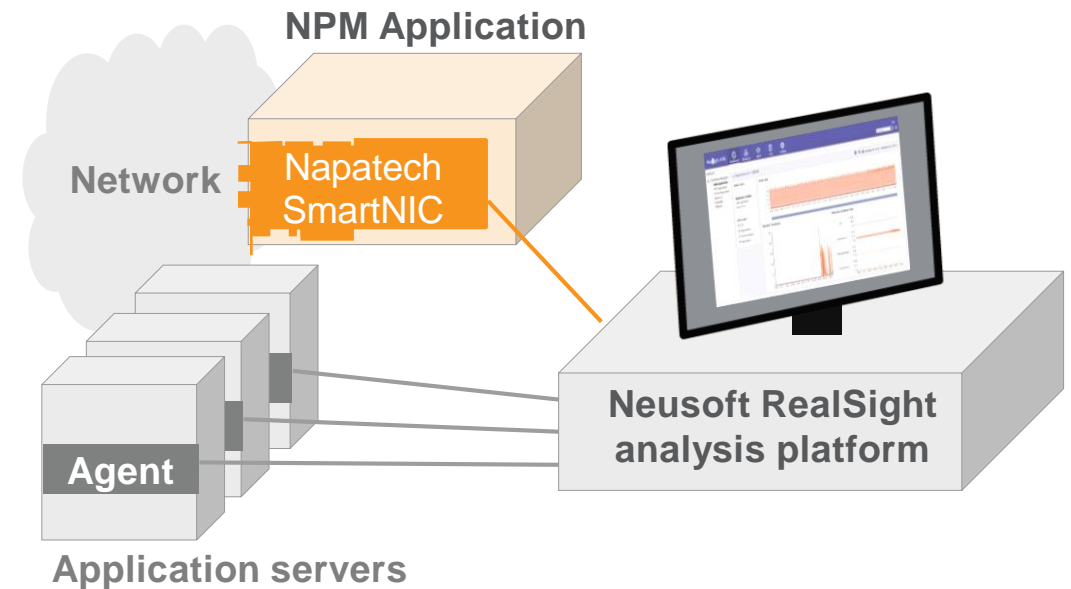 NPM Application
Network
Napatech
SmartNIC
Neusoft RealSight
analysis platform
Agent
Application servers